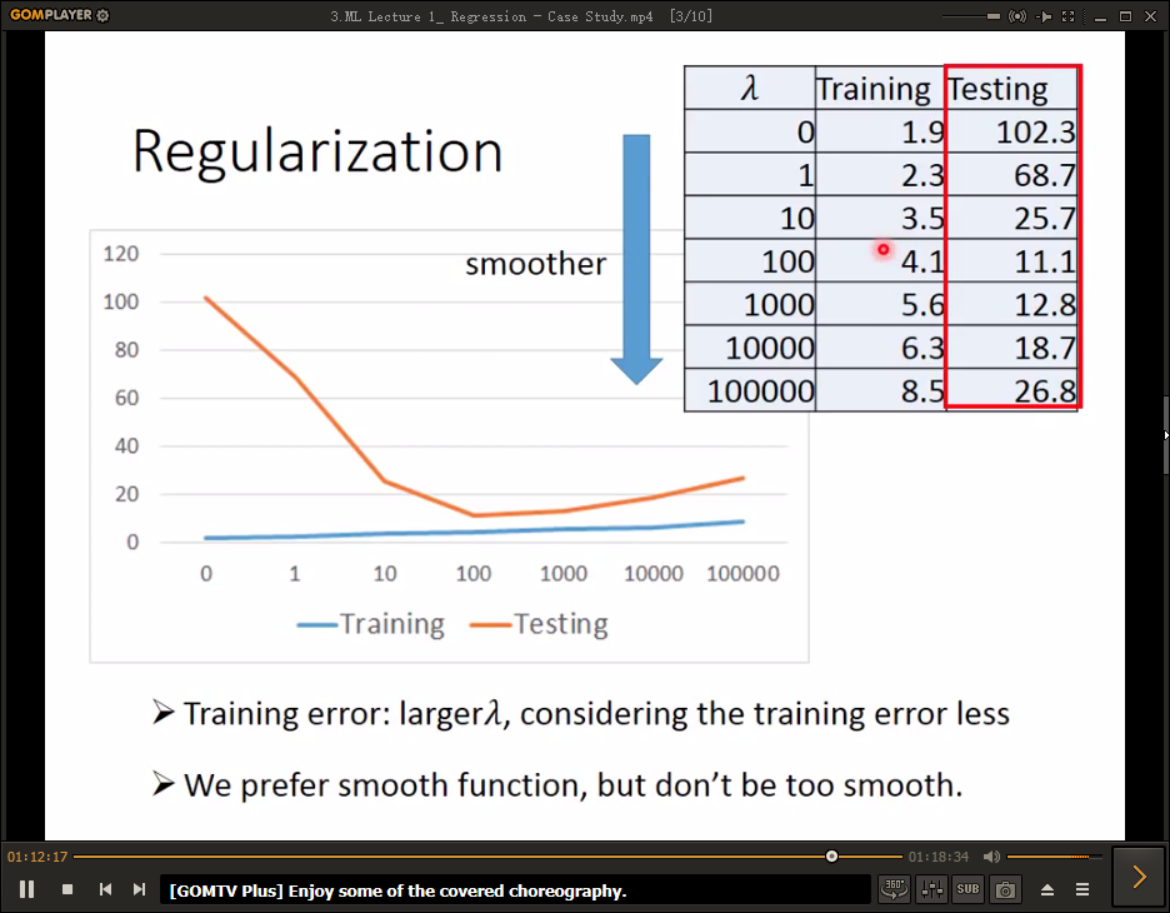 GOMPLAYER
3.ML Lecture 1_ Regression - Case Study.mp4 [3/10]
Regularization
smoother
λ Training Testing
0 1.9 102.3
1 2.3 68.7
10 3.5 25.7
100 4.1 11.1
1000 5.6 12.8
10000 6.3 18.7
100000 8.5 26.8
120
100
80
60
40
20
0
0 1 10 100 1000 10000 100000
Training Testing
➢ Training error: largerλ, considering the training error less
➢ We prefer smooth function, but don't be too smooth.
01:12:17 01:18:34
[GOMTV Plus] Enjoy some of the covered choreography.
360° SUB